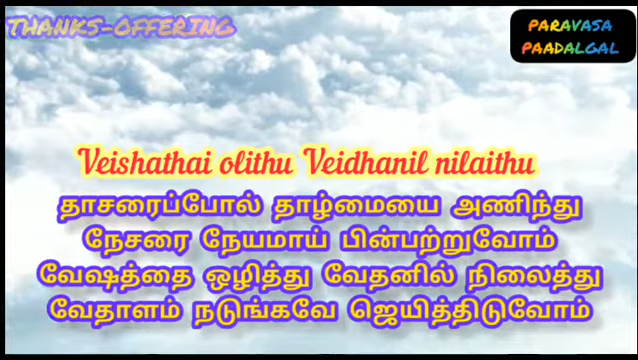 THANKS-OFFERING
PARAVASA
PAADALGAL
Veishathai olithu Veidhanil nilaithu
தாசரைப்போல் தாழ்மையை அணிந்து
நேசரை நேயமாய் பின்பற்றுவோம்
வேஷத்தை ஒழித்து வேதனில் நிலைத்து
வேதாளம் நடுங்கவே ஜெயித்திடுவோம்